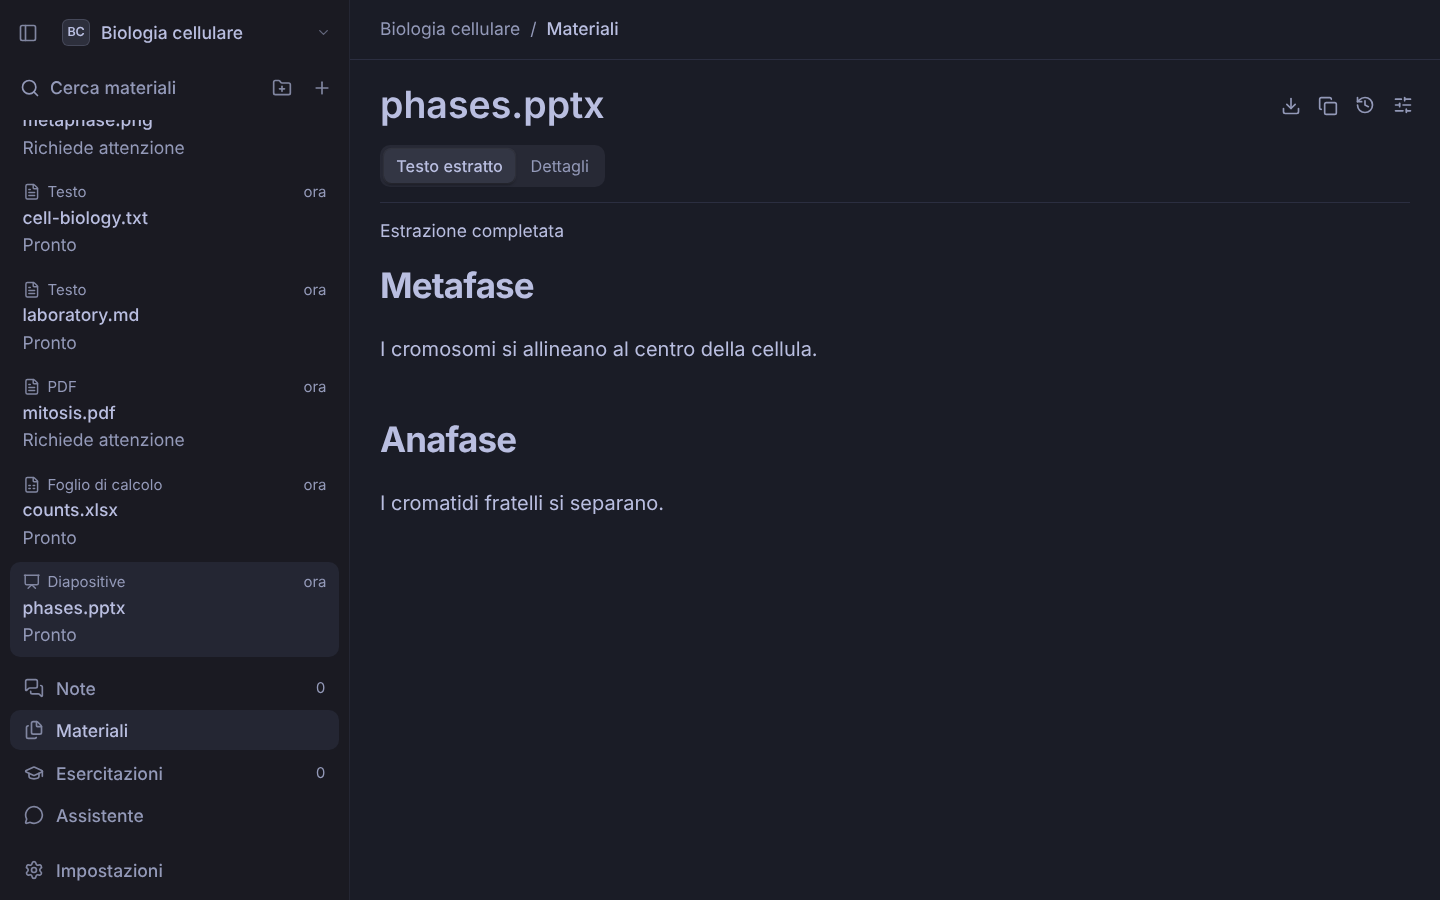 BC Biologia cellulare
Cerca materiali
metaphase.png
Richiede attenzione
Testo ora
cell-biology.txt
Pronto
Testo ora
laboratory.md
Pronto
PDF ora
mitosis.pdf
Richiede attenzione
Foglio di calcolo ora
counts.xlsx
Pronto
Diapositive ora
phases.pptx
Pronto
Note 0
Materiali
Esercitazioni 0
Assistente
Impostazioni
Biologia cellulare / Materiali
phases.pptx
Testo estratto Dettagli
Estrazione completata
Metafase
I cromosomi si allineano al centro della cellula.
Anafase
I cromatidi fratelli si separano.